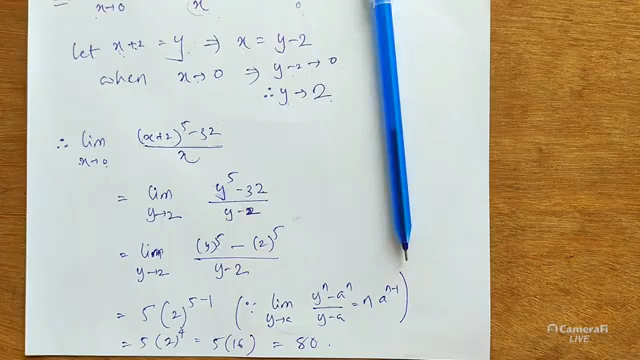 = x→0 (x 0
Let x+2 = y. ⇒ x = y-2
when x→0 ⇒ y-2→0
∴ y→2
∴ lim x→0 (x+2)^5-32 / x
= lim y→2 y^5-32 / y-2
= lim y→2 (y)^5 - (2)^5 / y-2
= 5(2)^5-1 (∵ lim y→a y^n-a^n / y-a = n a^n-1)
= 5(2)^4 = 5(16) = 80.
CameraFi
LIVE